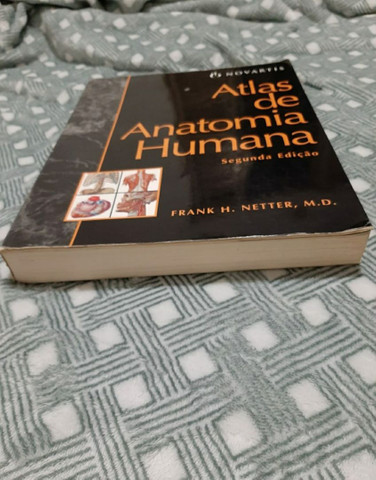 NOVARTIS
Atlas
de
Anatomia
Humana
Segunda Edição
FRANK H. NETTER, M.D.